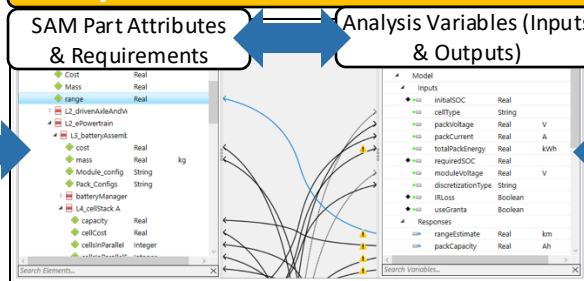 SAM Part Attributes
& Requirements
Analysis Variables (Inputs
& Outputs)
Cost Real
Mass Real
range Real
L2_drivenAxleAndW
L2_ePowertrain
L3_batteryAssemb
cost Real
mass Real kg
Module_config String
Pack_Configs String
batteryManager
L4_cellStack A
capacity Real
cellCost Real
cellsinParallel Integer
Search Elements...
Model
Inputs
initialSOC Real
cellType String
packVoltage Real V
packCurrent Real A
totalPackEnergy Real kWh
requiredSOC Real
moduleVoltage Real V
discretizationType String
IRLoss Boolean
useGranta Boolean
Responses
rangeEstimate Real km
packCapacity Real Ah
Search Variables...